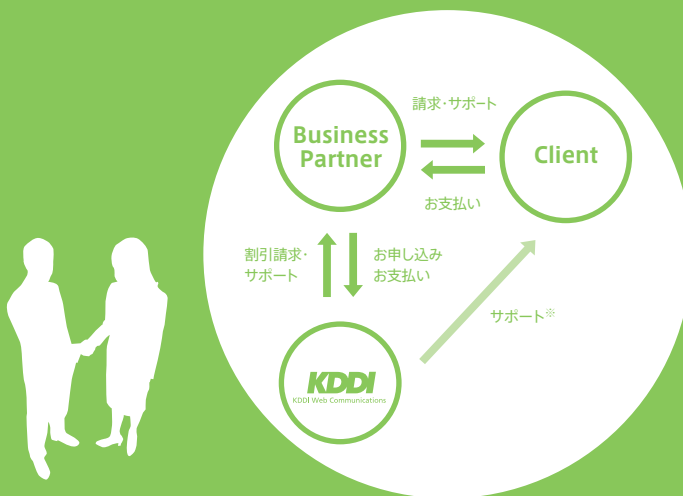 請求・サポート
Business
Partner
Client
お支払い
割引請求・
サポート
お申し込み
お支払い
サポート※
KDDI
KDDI Web Communications